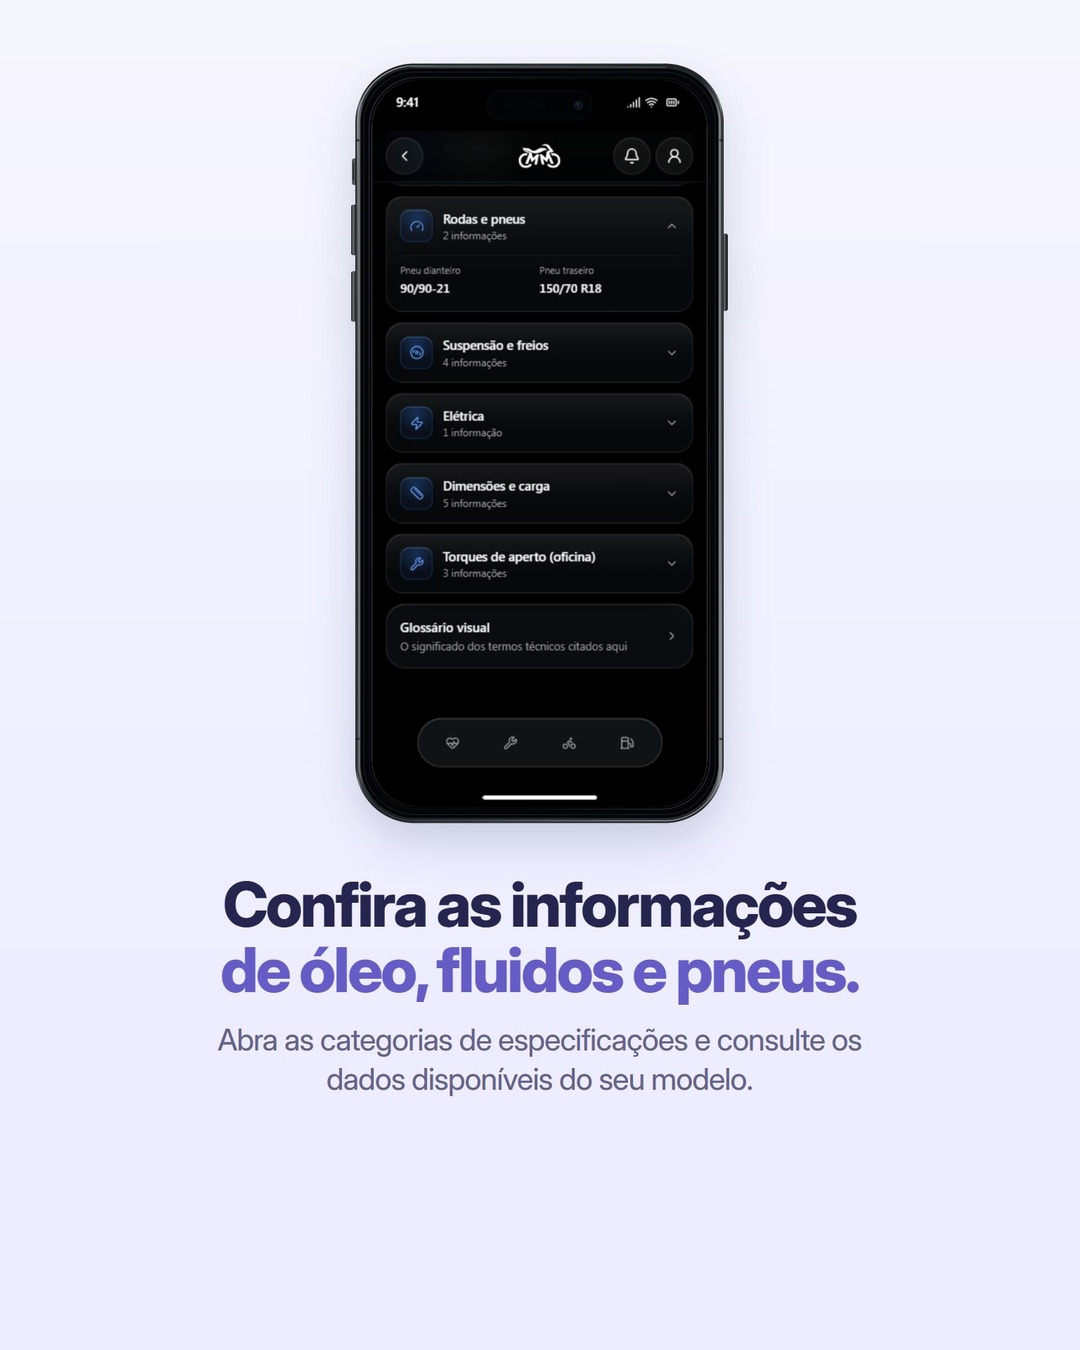 9:41
MM
Rodas e pneus
2 informações
Pneu dianteiro
Pneu traseiro
90/90-21
150/70 R18
Suspensão e freios
4 informações
Elétrica
1 informação
Dimensões e carga
5 informações
Torques de aperto (oficina)
3 informações
Glossário visual
O significado dos termos técnicos citados aqui
Confira as informações
de óleo, fluidos e pneus.
Abra as categorias de especificações e consulte os
dados disponíveis do seu modelo.